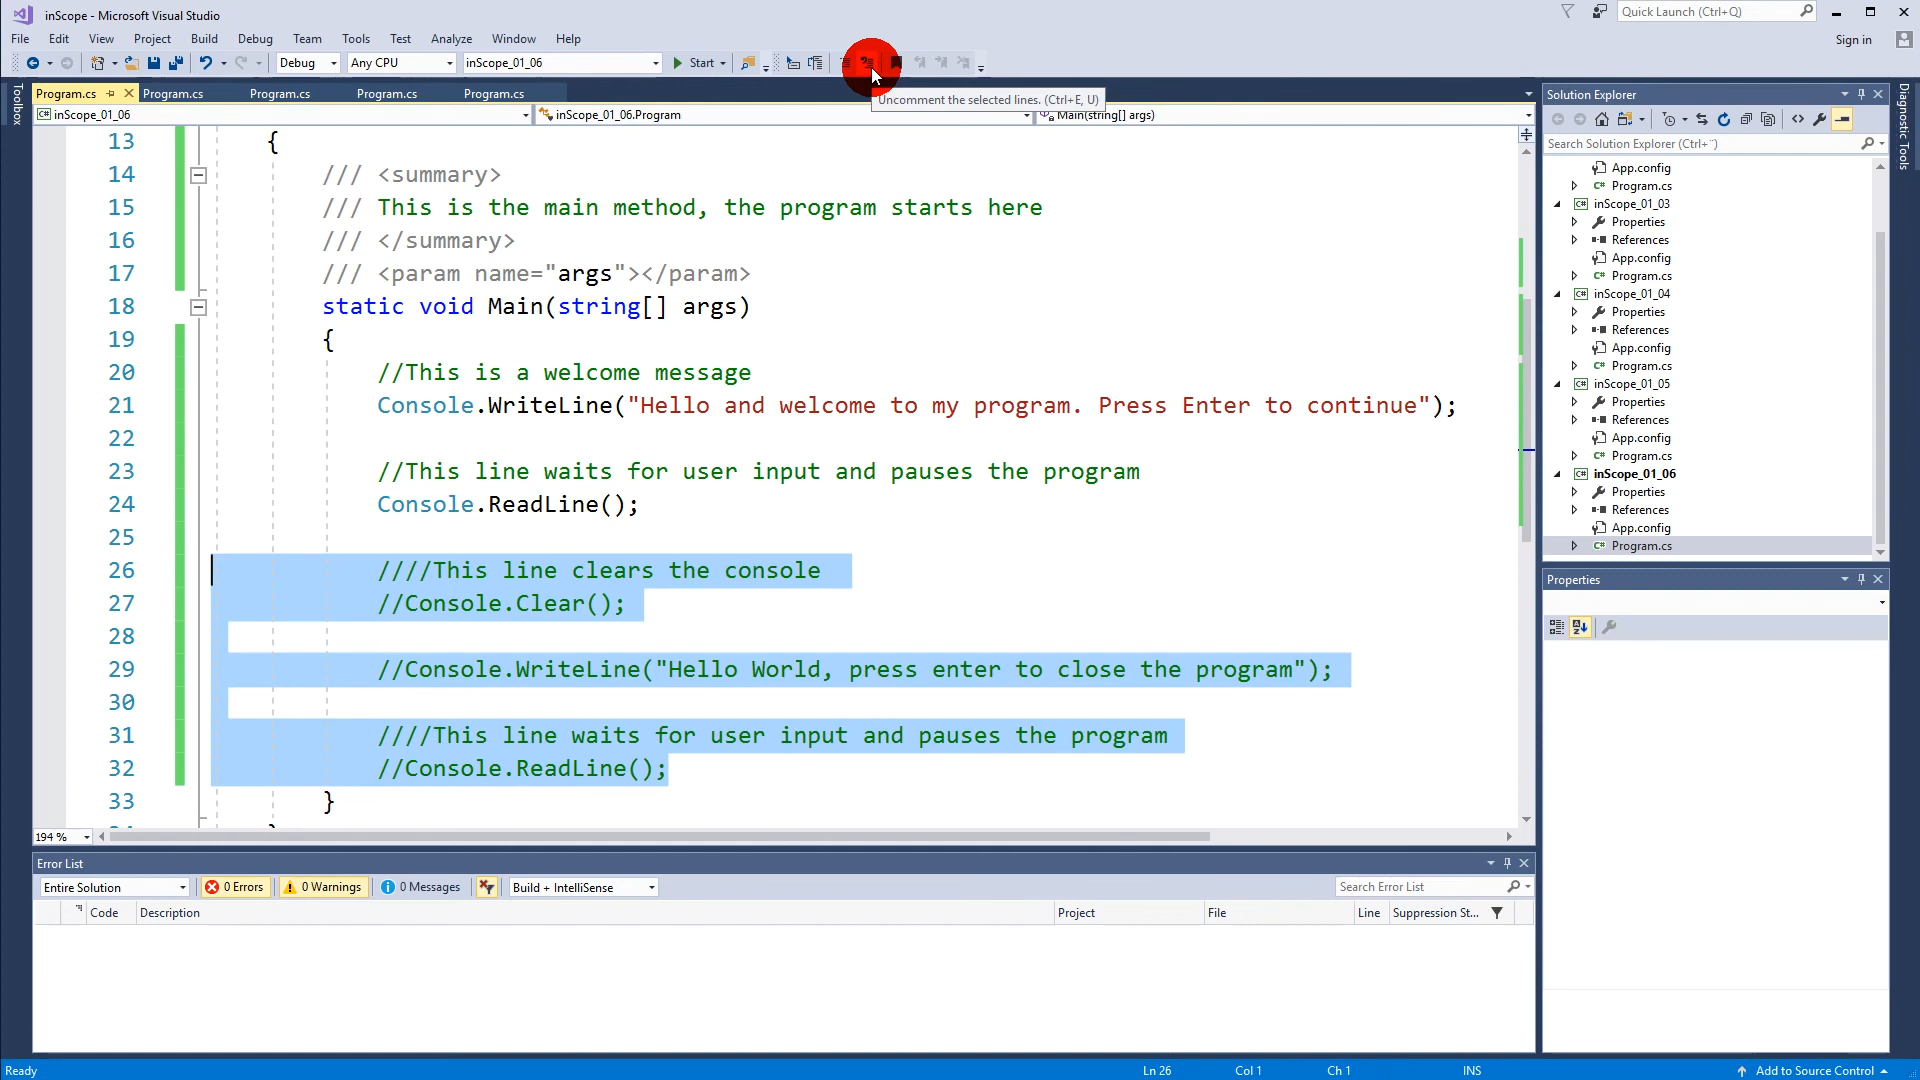 inScope - Microsoft Visual Studio
Quick Launch (Ctrl+Q)
File Edit View Project Build Debug Team Tools Test Analyze Window Help
Sign in
Debug Any CPU inScope_01_06 Start
Toolbox
Program.cs Program.cs Program.cs Program.cs Program.cs
Uncomment the selected lines. (Ctrl+E, U)
inScope_01_06 inScope_01_06.Program Main(string[] args)
13 {
14 /// <summary>
15 /// This is the main method, the program starts here
16 /// </summary>
17 /// <param name="args"></param>
18 static void Main(string[] args)
19 {
20 //This is a welcome message
21 Console.WriteLine("Hello and welcome to my program. Press Enter to continue");
22
23 //This line waits for user input and pauses the program
24 Console.ReadLine();
25
26 ////This line clears the console
27 //Console.Clear();
28
29 //Console.WriteLine("Hello World, press enter to close the program");
30
31 ////This line waits for user input and pauses the program
32 //Console.ReadLine();
33 }
194 %
Solution Explorer
Search Solution Explorer (Ctrl+¨)
App.config
Program.cs
inScope_01_03
Properties
References
App.config
Program.cs
inScope_01_04
Properties
References
App.config
Program.cs
inScope_01_05
Properties
References
App.config
Program.cs
inScope_01_06
Properties
References
App.config
Program.cs
Properties
Diagnostic Tools
Error List
Entire Solution 0 Errors 0 Warnings 0 Messages Build + IntelliSense Search Error List
Code Description Project File Line Suppression St...
Ready Ln 26 Col 1 Ch 1 INS Add to Source Control